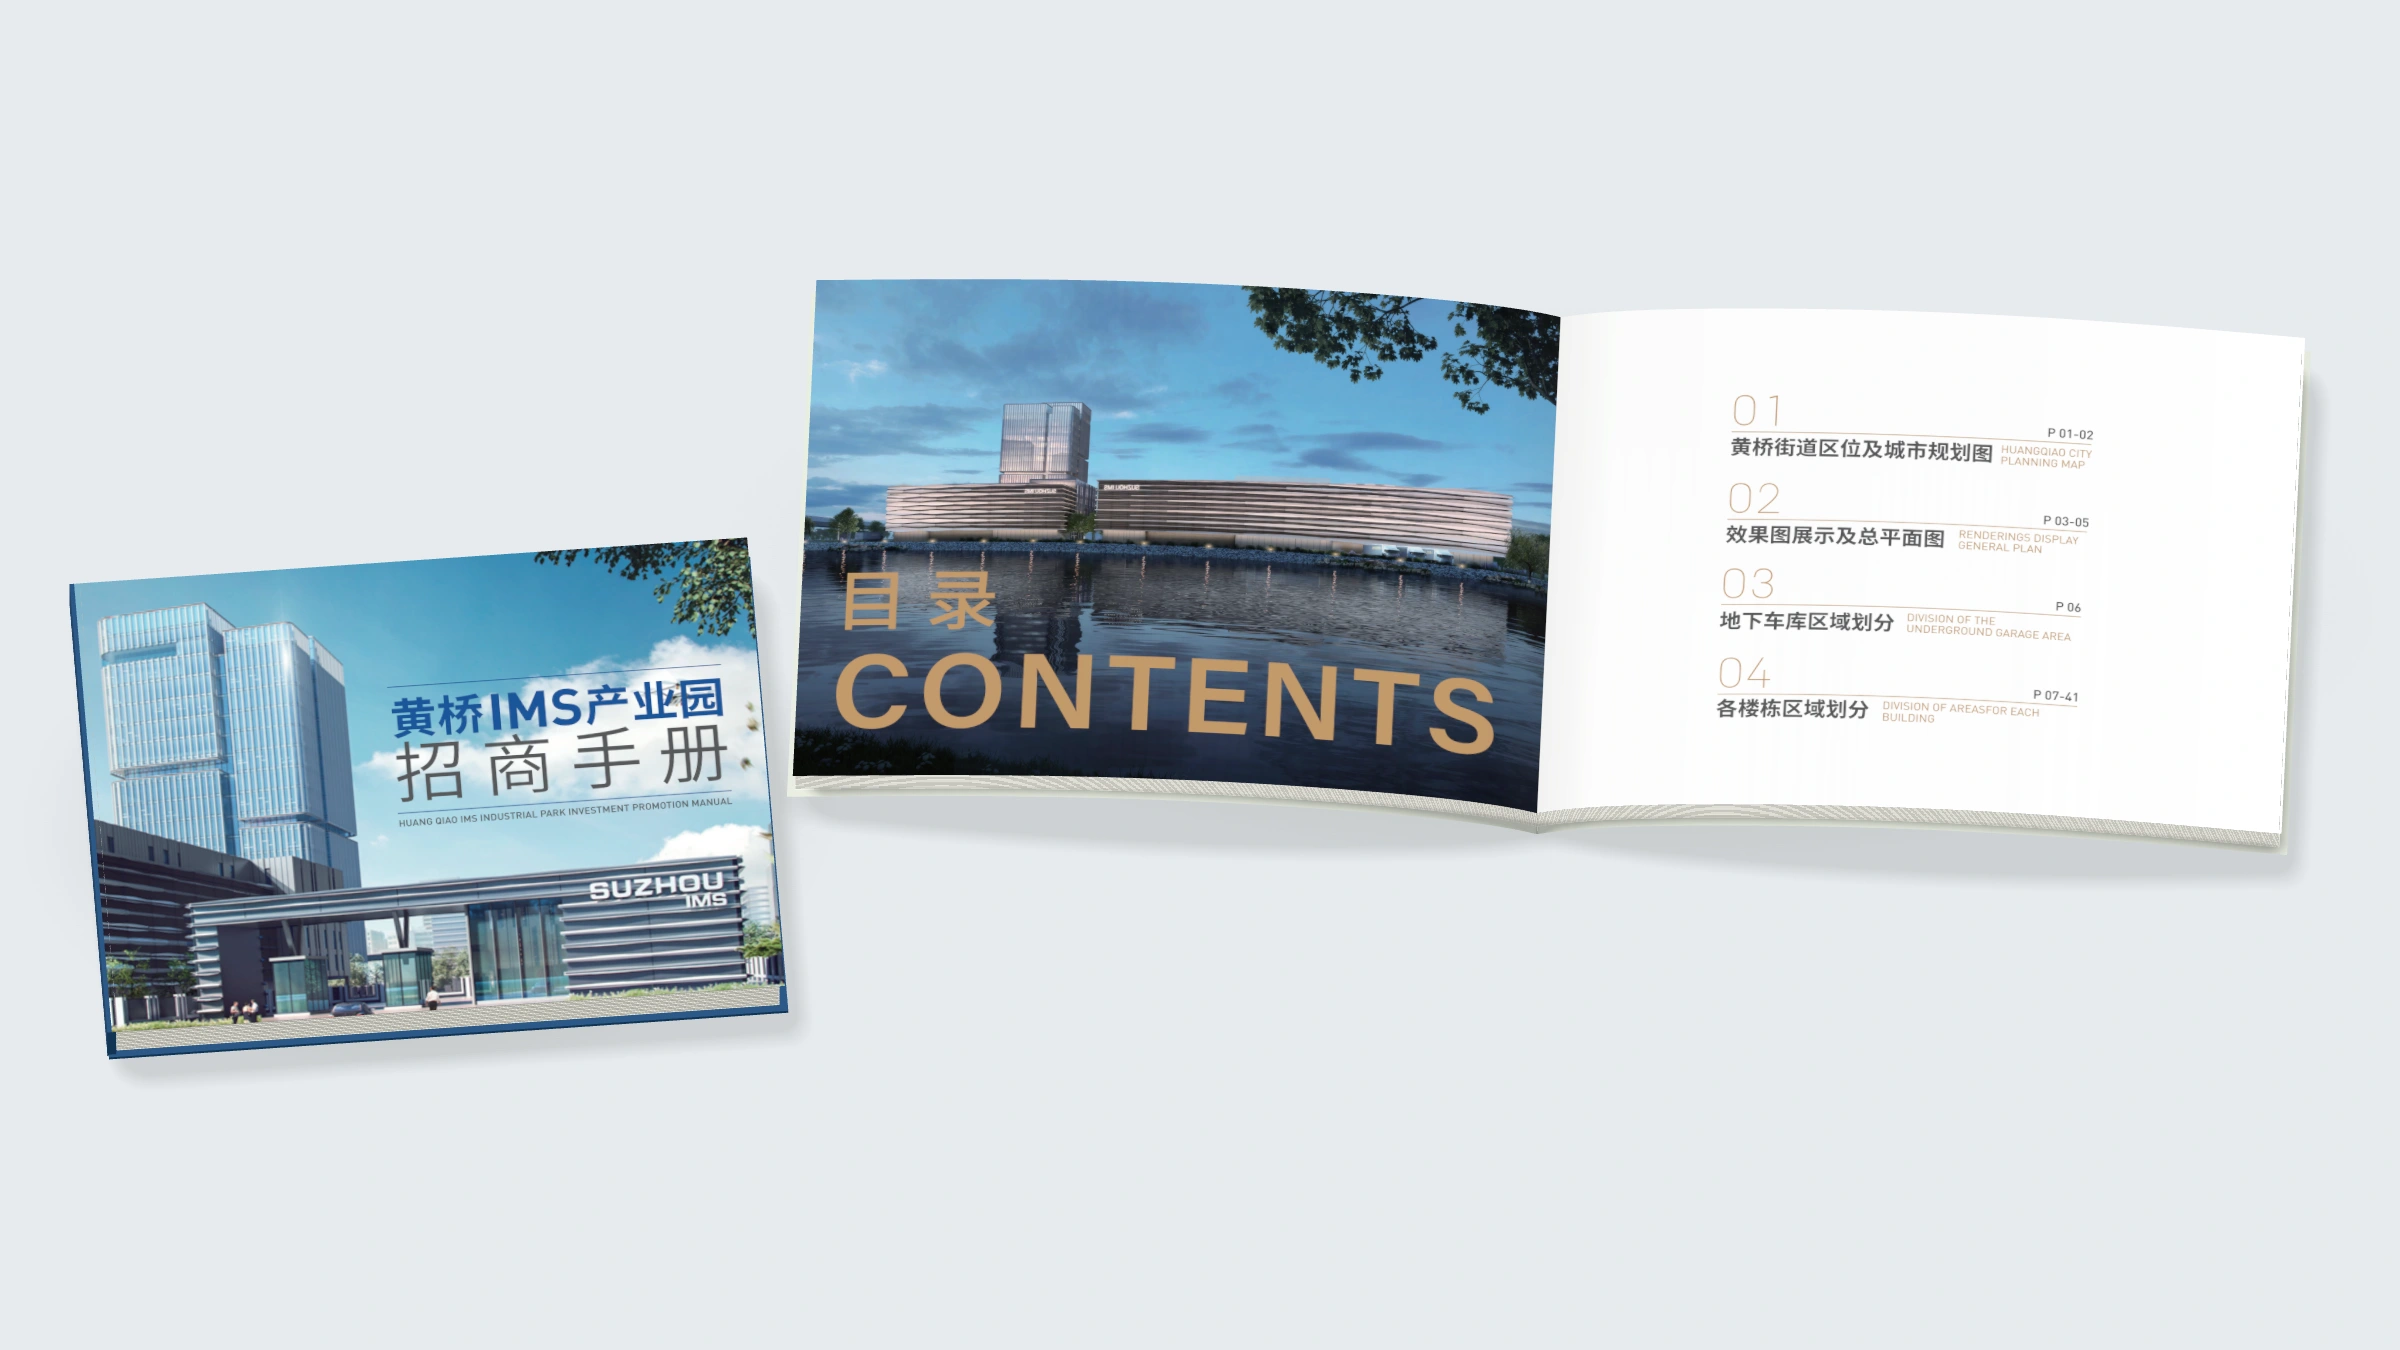 黄桥IMS产业园
招商手册
HUANG QIAO IMS INDUSTRIAL PARK INVESTMENT PROMOTION MANUAL
SUZHOU
IMS
目录
CONTENTS
01
P 01-02
黄桥街道区位及城市规划图
HUANGQIAO CITY
PLANNING MAP
02
P 03-05
效果图展示及总平面图
RENDERINGS DISPLAY
GENERAL PLAN
03
P 06
地下车库区域划分
DIVISION OF THE
UNDERGROUND GARAGE AREA
04
P 07-41
各楼栋区域划分
DIVISION OF AREASFOR EACH
BUILDING